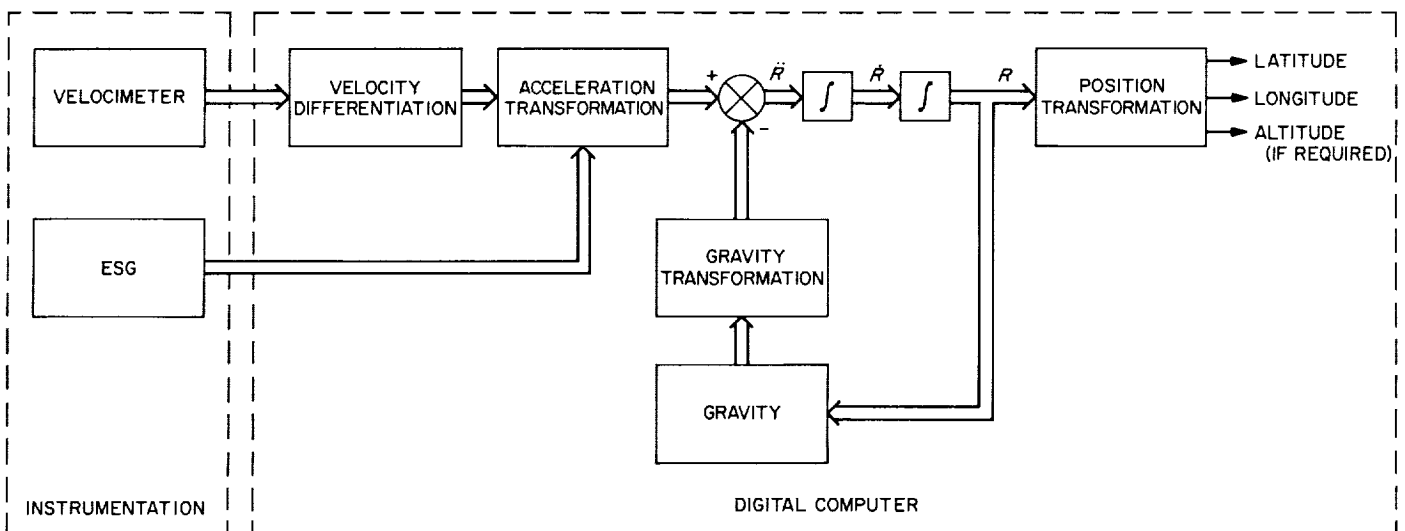 VELOCIMETER
VELOCITY
DIFFERENTIATION
ACCELERATION
TRANSFORMATION
+
−
R̈
∫
Ṙ
∫
R
POSITION
TRANSFORMATION
LATITUDE
LONGITUDE
ALTITUDE
(IF REQUIRED)
ESG
GRAVITY
TRANSFORMATION
GRAVITY
INSTRUMENTATION
DIGITAL COMPUTER